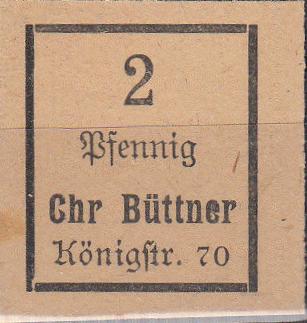 2
Pfennig
Chr Büttner
Königstr. 70